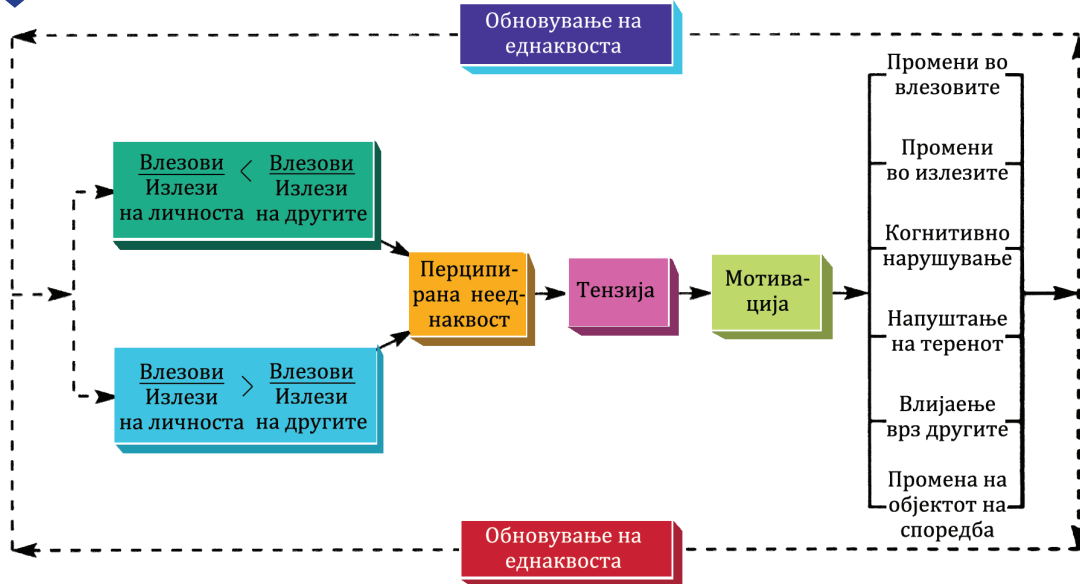 Обновување на
еднаквоста
Влезови < Влезови
Излези Излези
на личноста на другите
Влезови > Влезови
Излези Излези
на личноста на другите
Перципи-
рана нееед-
наквост
Тензија
Мотива-
ција
Промени во
влезовите
Промени
во излезите
Когнитивно
нарушување
Напуштање
на теренот
Влијаење
врз другите
Промена на
објектот на
споредба
Обновување на
еднаквоста